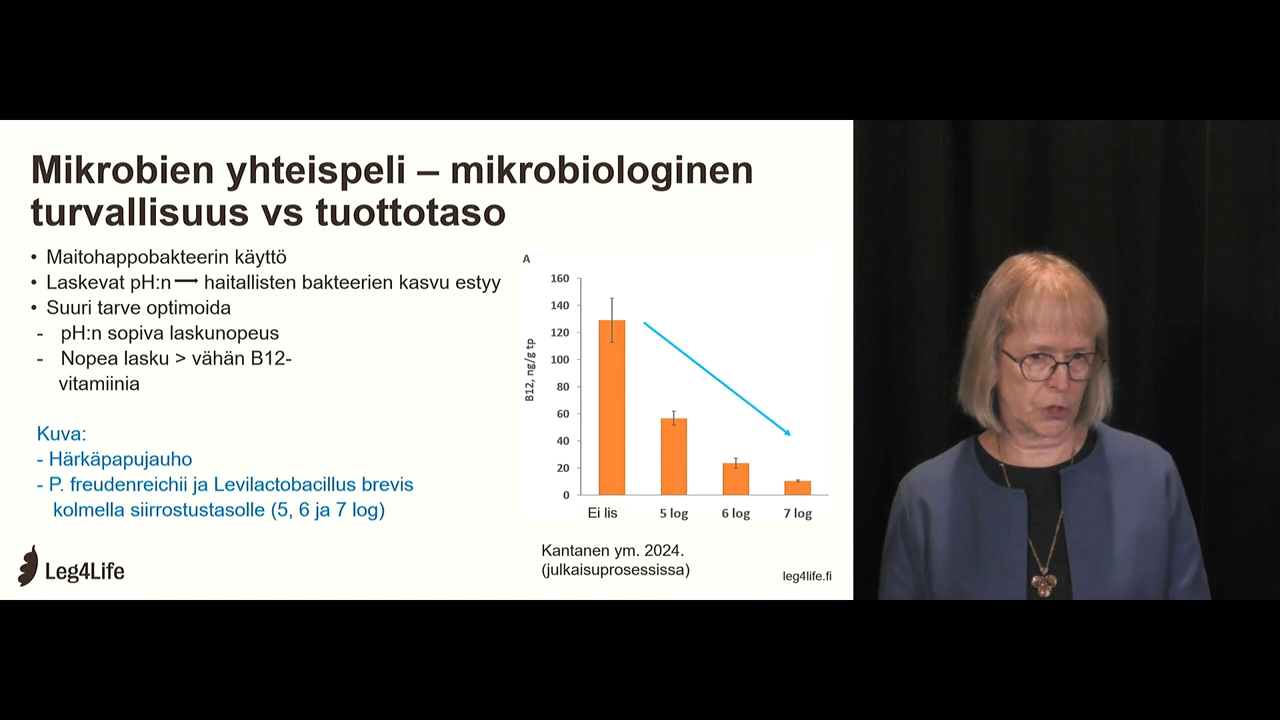 Mikrobien yhteispeli – mikrobiologinen
turvallisuus vs tuottotaso
• Maitohappobakteerin käyttö
• Laskevat pH:n → haitallisten bakteerien kasvu estyy
• Suuri tarve optimoida
- pH:n sopiva laskunopeus
- Nopea lasku > vähän B12-
vitamiinia
Kuva:
- Härkäpapujauho
- P. freudenreichii ja Levilactobacillus brevis
kolmella siirrostustasolle (5, 6 ja 7 log)
Leg4Life
A
B12, ng/g tp
160
140
120
100
80
60
40
20
0
Ei lis 5 log 6 log 7 log
Kantanen ym. 2024.
(julkaisuprosessissa)
leg4life.fi